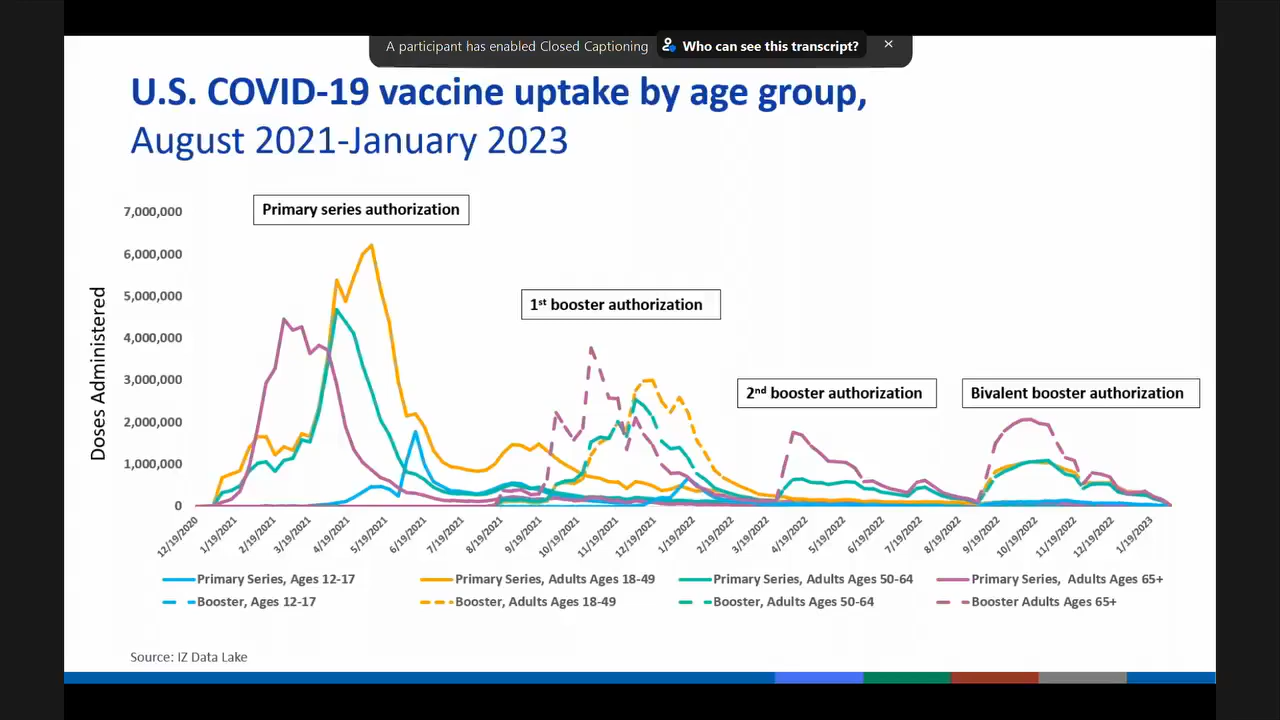 A participant has enabled Closed Captioning Who can see this transcript? ×
U.S. COVID-19 vaccine uptake by age group,
August 2021-January 2023
Primary series authorization
1st booster authorization
2nd booster authorization
Bivalent booster authorization
Doses Administered
7,000,000
6,000,000
5,000,000
4,000,000
3,000,000
2,000,000
1,000,000
0
12/19/2020 1/19/2021 2/19/2021 3/19/2021 4/19/2021 5/19/2021 6/19/2021 7/19/2021 8/19/2021 9/19/2021 10/19/2021 11/19/2021 12/19/2021 1/19/2022 2/19/2022 3/19/2022 4/19/2022 5/19/2022 6/19/2022 7/19/2022 8/19/2022 9/19/2022 10/19/2022 11/19/2022 12/19/2022 1/19/2023
Primary Series, Ages 12-17 Primary Series, Adults Ages 18-49 Primary Series, Adults Ages 50-64 Primary Series, Adults Ages 65+
Booster, Ages 12-17 Booster, Adults Ages 18-49 Booster, Adults Ages 50-64 Booster Adults Ages 65+
Source: IZ Data Lake